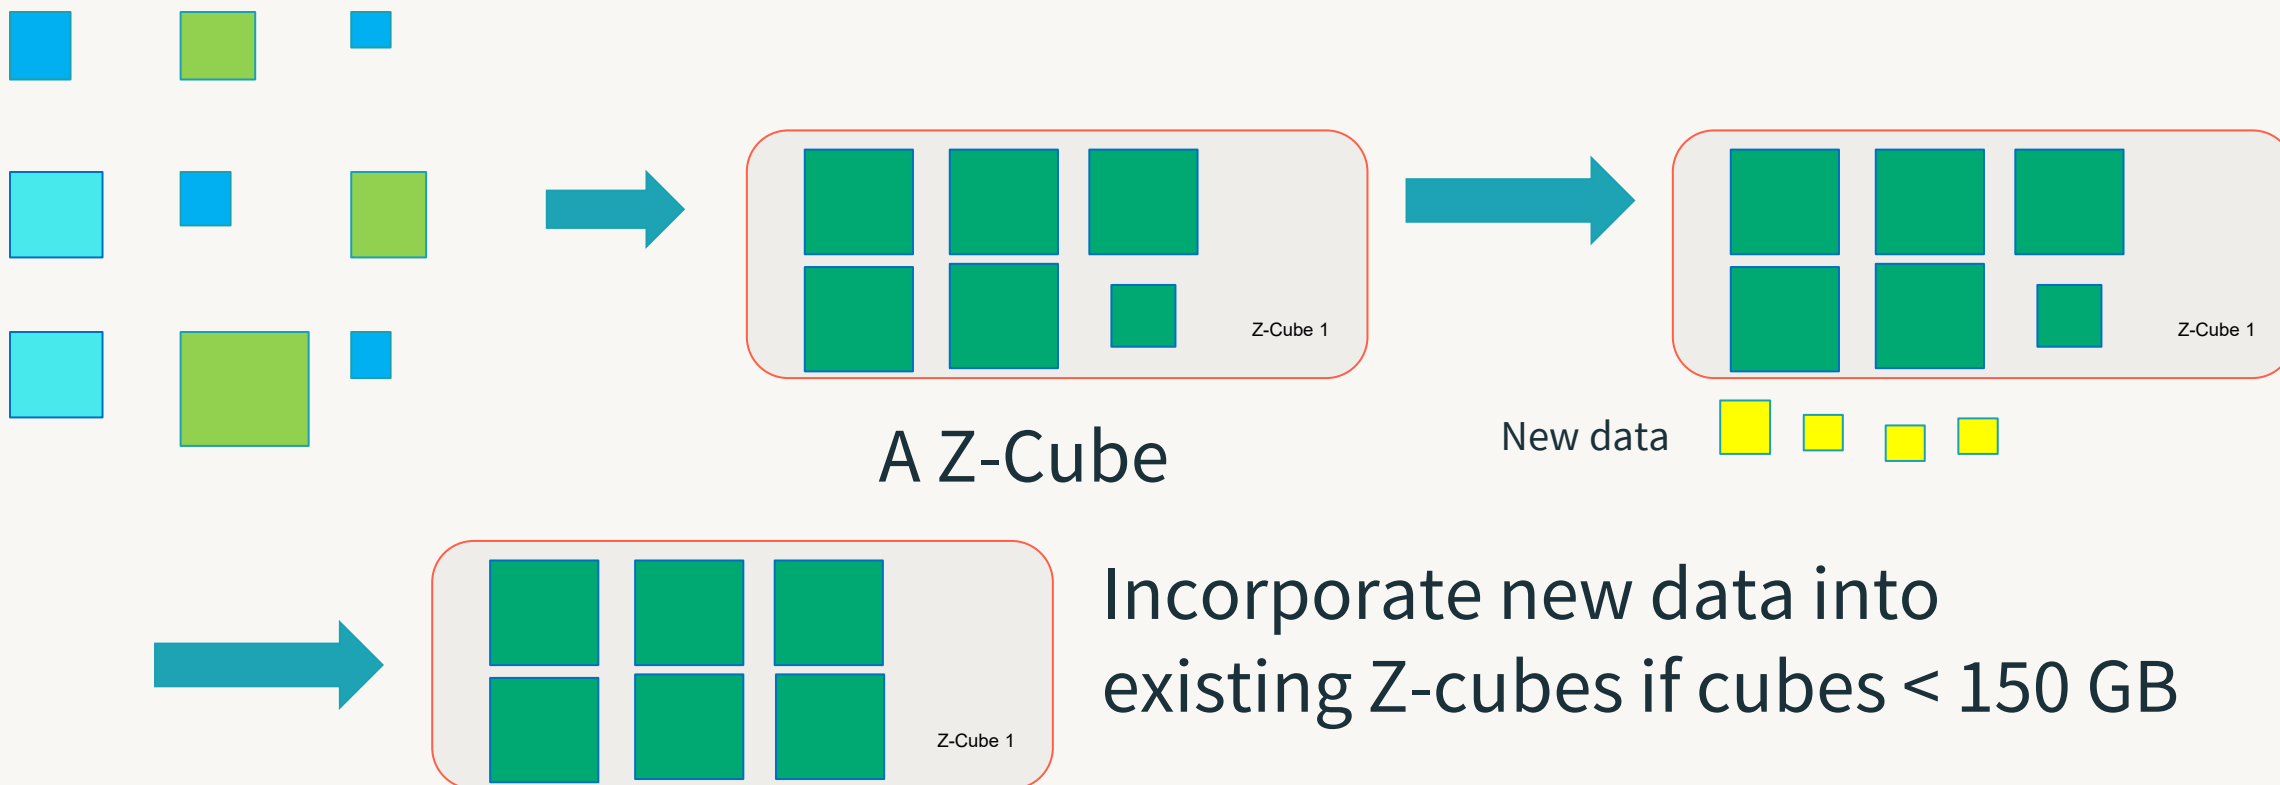 Z-Cube 1
Z-Cube 1
A Z-Cube
New data
Incorporate new data into
existing Z-cubes if cubes < 150 GB
Z-Cube 1